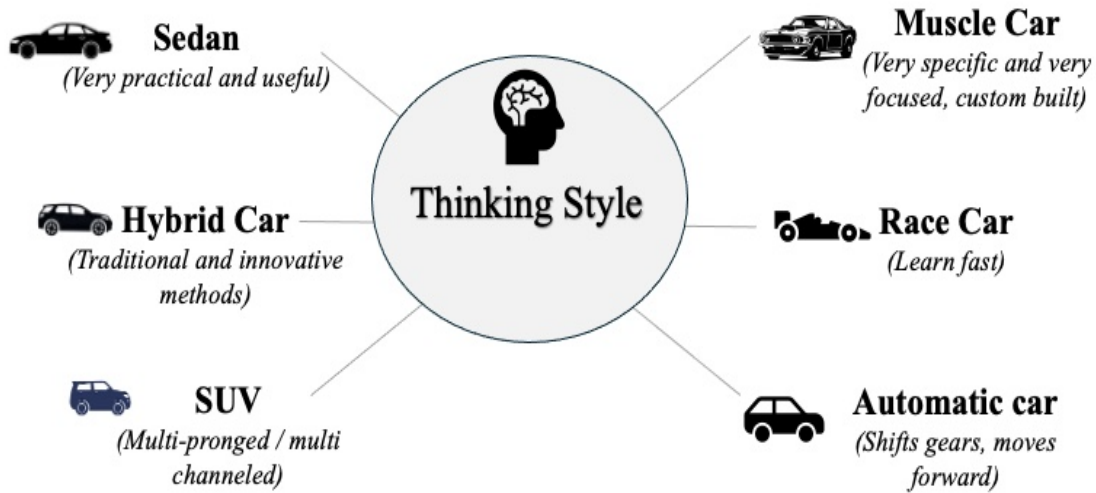 Sedan
(Very practical and useful)
Hybrid Car
(Traditional and innovative
methods)
SUV
(Multi-pronged / multi
channeled)
Thinking Style
Muscle Car
(Very specific and very
focused, custom built)
Race Car
(Learn fast)
Automatic car
(Shifts gears, moves
forward)